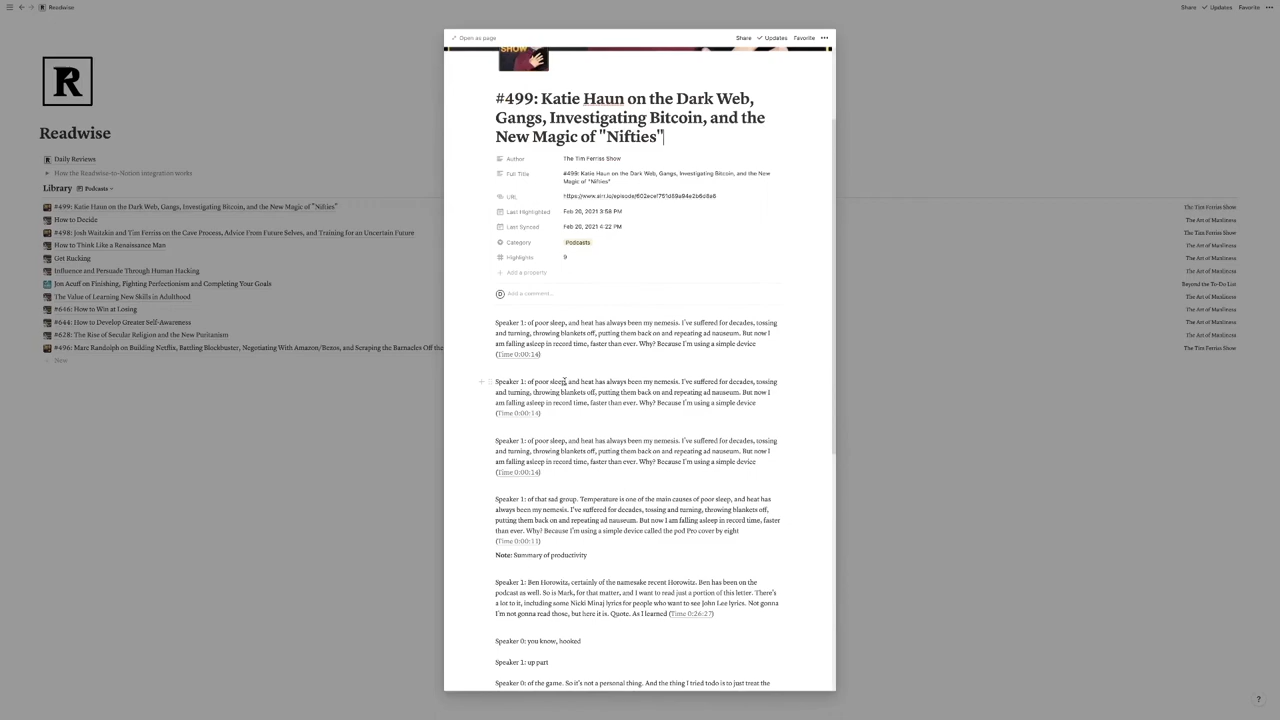 Readwise
Share
Updates
Favorite
R
Readwise
Daily Reviews
How the Readwise-to-Notion integration works
Library
Podcasts
#499: Katie Haun on the Dark Web, Gangs, Investigating Bitcoin, and the New Magic of "Nifties"
How to Decide
#498: Josh Waitzkin and Tim Ferriss on the Cave Process, Advice From Future Selves, and Training for an Uncertain Future
How to Think Like a Renaissance Man
Get Rucking
Influence and Persuade Through Human Hacking
Jon Acuff on Finishing, Fighting Perfectionism and Completing Your Goals
The Value of Learning New Skills in Adulthood
#646: How to Win at Losing
#644: How to Develop Greater Self-Awareness
#628: The Rise of Secular Religion and the New Puritanism
#496: Marc Randolph on Building Netflix, Battling Blockbuster, Negotiating With Amazon/Bezos, and Scraping the Barnacles Off the
New
Open as page
Share
Updates
Favorite
SHOW
#499: Katie Haun on the Dark Web,
Gangs, Investigating Bitcoin, and the
New Magic of "Nifties"
Author The Tim Ferriss Show
Full Title #499: Katie Haun on the Dark Web, Gangs, Investigating Bitcoin, and the New
Magic of "Nifties"
URL
Last Highlighted Feb 20, 2021 3:58 PM
Last Synced Feb 20, 2021 4:22 PM
Category Podcasts
Highlights 9
Add a property
Add a comment...
Speaker 1: of poor sleep, and heat has always been my nemesis. I've suffered for decades, tossing
and turning, throwing blankets off, putting them back on and repeating ad nauseum. But now I
am falling asleep in record time, faster than ever. Why? Because I'm using a simple device
(Time 0:00:14)
Speaker 1: of poor sleep, and heat has always been my nemesis. I've suffered for decades, tossing
and turning, throwing blankets off, putting them back on and repeating ad nauseum. But now I
am falling asleep in record time, faster than ever. Why? Because I'm using a simple device
(Time 0:00:14)
Speaker 1: of poor sleep, and heat has always been my nemesis. I've suffered for decades, tossing
and turning, throwing blankets off, putting them back on and repeating ad nauseum. But now I
am falling asleep in record time, faster than ever. Why? Because I'm using a simple device
(Time 0:00:14)
Speaker 1: of that sad group. Temperature is one of the main causes of poor sleep, and heat has
always been my nemesis. I've suffered for decades, tossing and turning, throwing blankets off,
putting them back on and repeating ad nauseum. But now I am falling asleep in record time, faster
than ever. Why? Because I'm using a simple device called the pod Pro cover by eight
(Time 0:00:11)
Note: Summary of productivity
Speaker 1: Ben Horowitz, certainly of the namesake recent Horowitz. Ben has been on the
podcast as well. So is Mark, for that matter, and I want to read just a portion of this letter. There's
a lot to it, including some Nicki Minaj lyrics for people who want to see John Lee lyrics. Not gonna
I'm not gonna read those, but here it is. Quote. As I learned (Time 0:26:27)
Speaker 0: you know, hooked
Speaker 1: up part
Speaker 0: of the game. So it's not a personal thing. And the thing I tried todo is to just treat the
The Tim Ferriss Show
The Art of Manliness
The Tim Ferriss Show
The Art of Manliness
The Art of Manliness
The Art of Manliness
Beyond the To-Do List
The Art of Manliness
The Art of Manliness
The Art of Manliness
The Art of Manliness
The Tim Ferriss Show
?